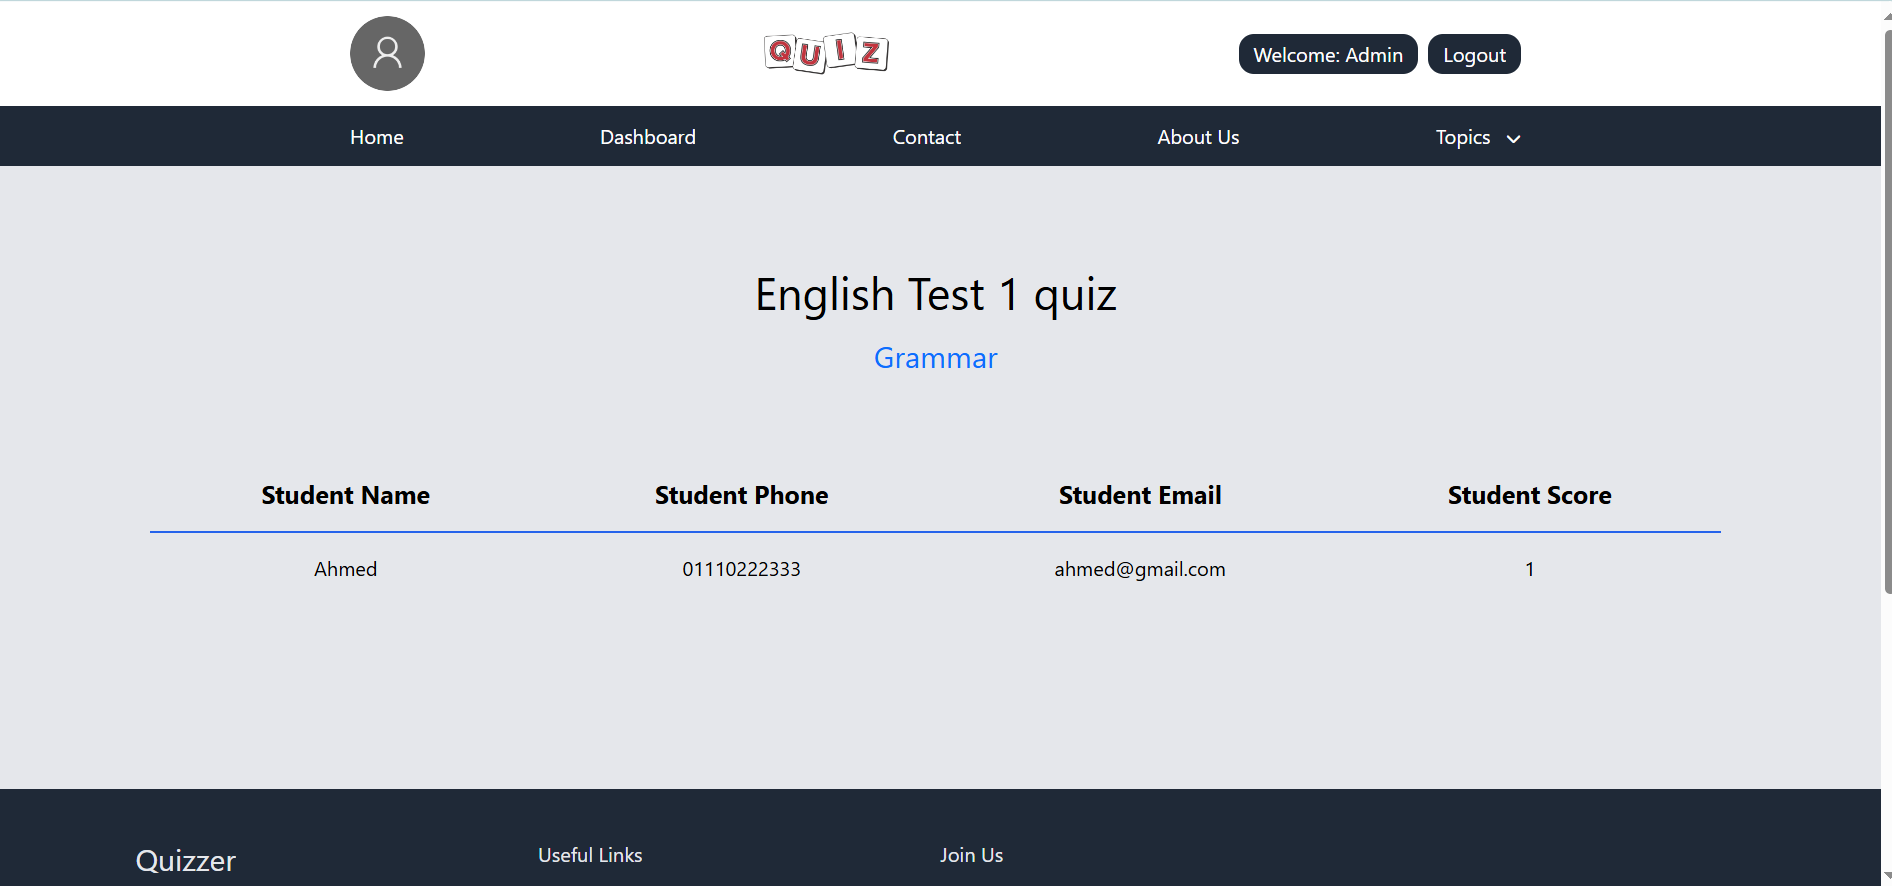 QUIZ
Welcome: Admin
Logout
Home
Dashboard
Contact
About Us
Topics
English Test 1 quiz
Grammar
Student Name
Student Phone
Student Email
Student Score
Ahmed
01110222333
ahmed@gmail.com
1
Quizzer
Useful Links
Join Us